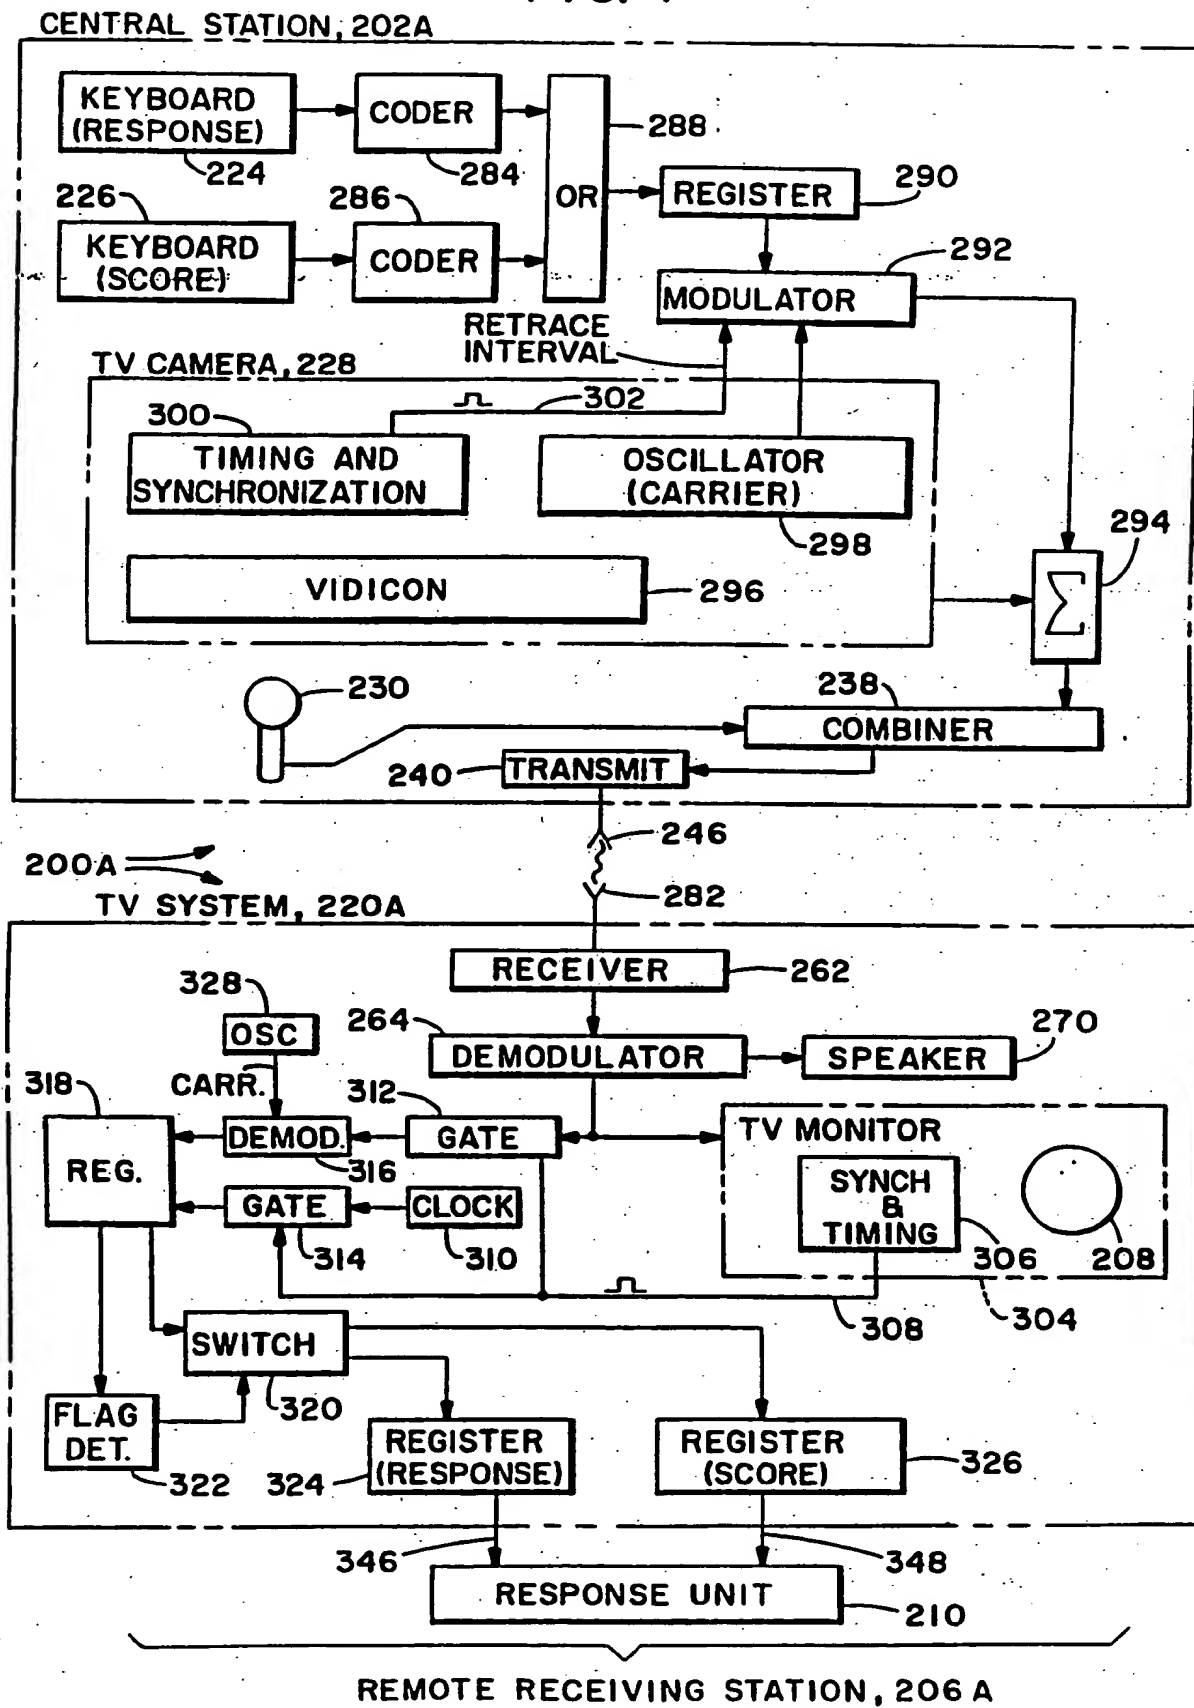 CENTRAL STATION, 202A
KEYBOARD
(RESPONSE)
224
CODER
284
OR
288
REGISTER
290
226
KEYBOARD
(SCORE)
286
CODER
MODULATOR
292
RETRACE
INTERVAL
TV CAMERA, 228
300
302
TIMING AND
SYNCHRONIZATION
OSCILLATOR
(CARRIER)
298
294
Σ
VIDICON
296
230
238
COMBINER
240
TRANSMIT
246
200A
282
TV SYSTEM, 220A
RECEIVER
262
328
OSC
264
DEMODULATOR
SPEAKER
270
CARR.
318
REG.
DEMOD.
316
312
GATE
TV MONITOR
GATE
314
CLOCK
310
SYNCH
&
TIMING
306
208
308
304
SWITCH
320
FLAG
DET.
322
REGISTER
(RESPONSE)
324
REGISTER
(SCORE)
326
346
348
RESPONSE UNIT
210
REMOTE RECEIVING STATION, 206A